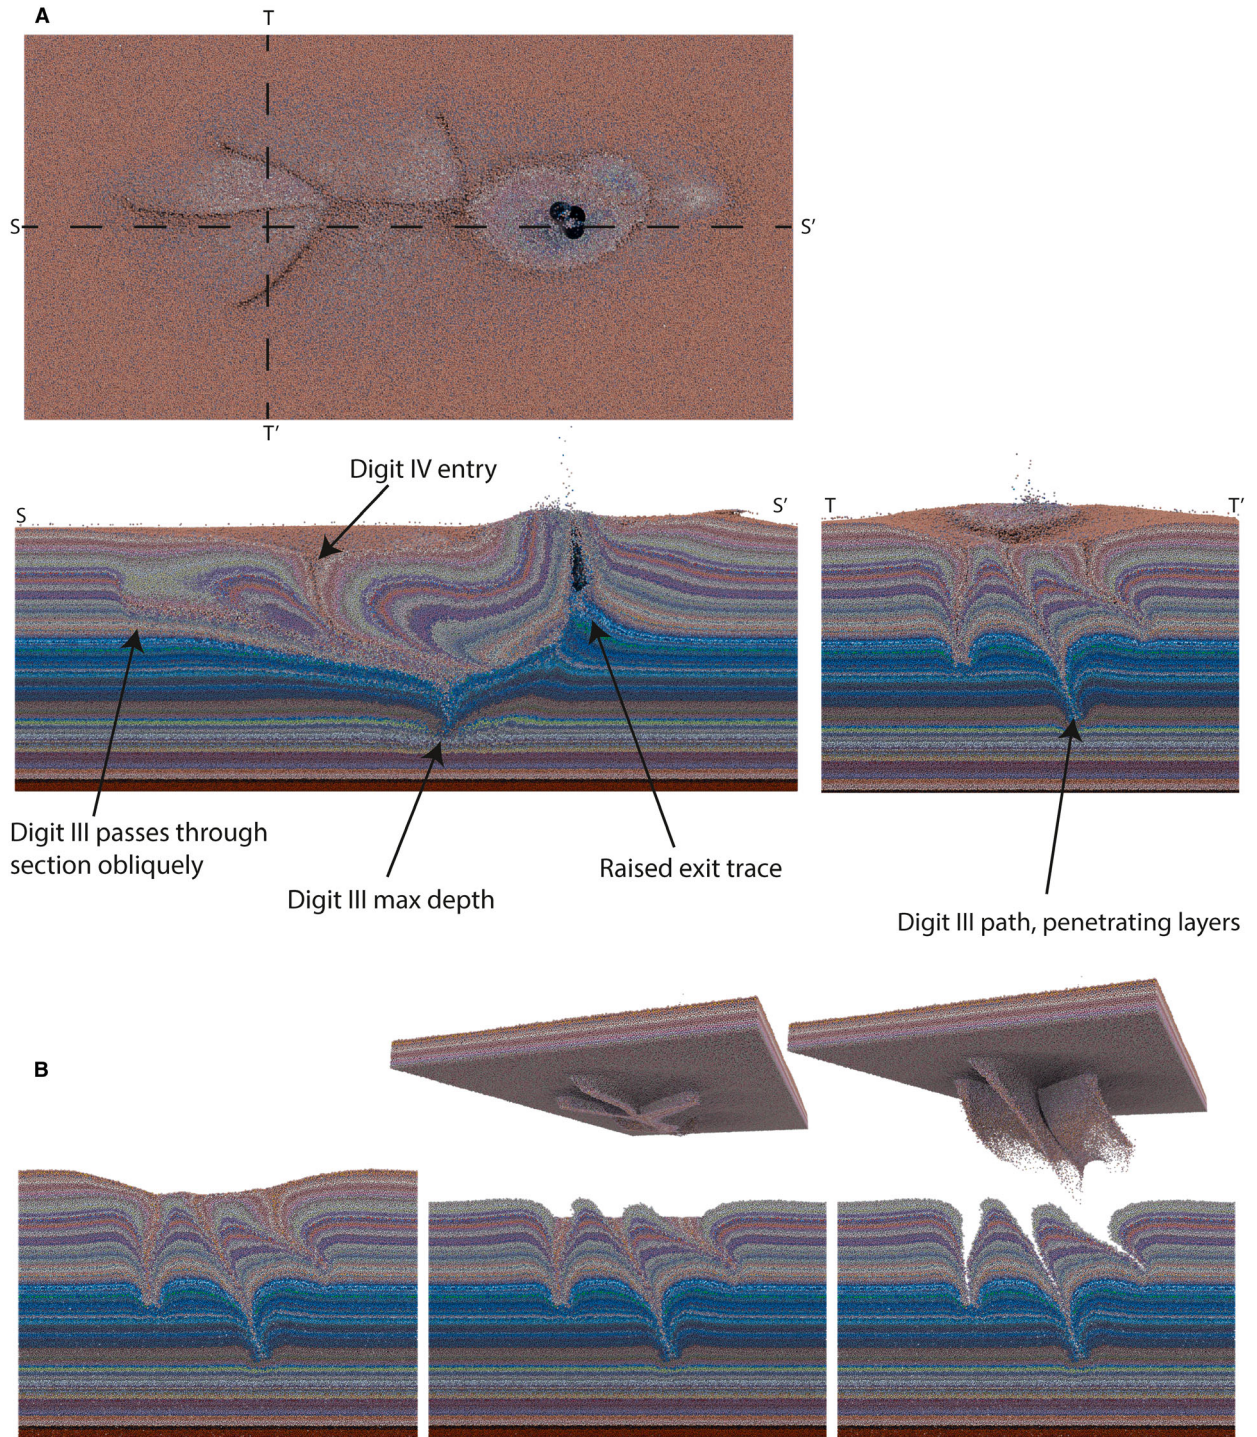 A
T
S
S’
T’
Digit IV entry
S
S’
T
T’
Digit III passes through
section obliquely
Digit III max depth
Raised exit trace
Digit III path, penetrating layers
B